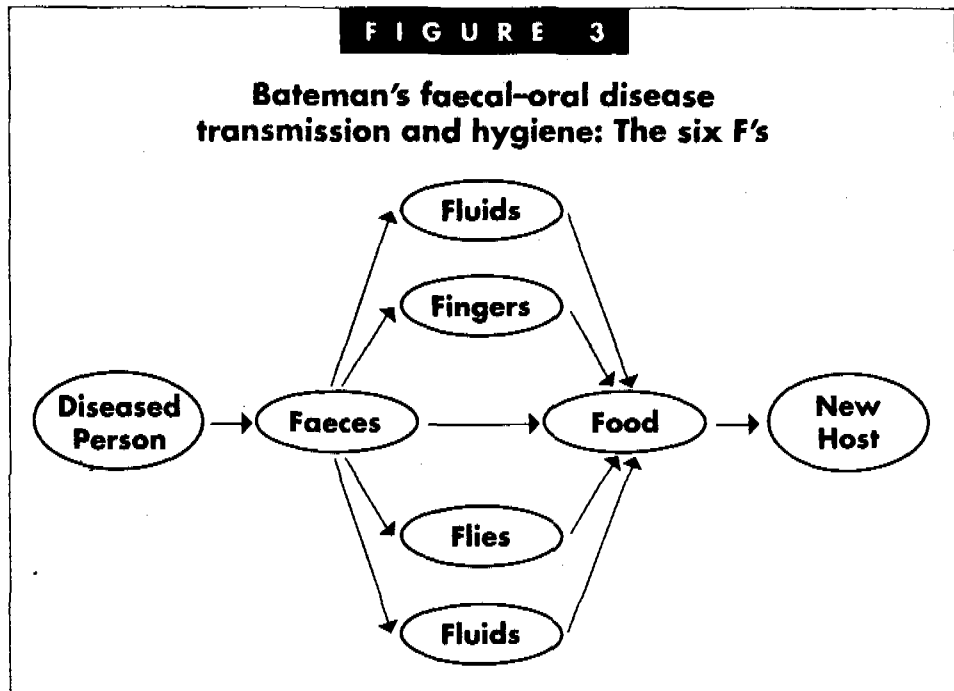 FIGURE 3
Bateman's faecal–oral disease
transmission and hygiene: The six F's
Fluids
Fingers
Diseased
Person
Faeces
Food
New
Host
Flies
Fluids